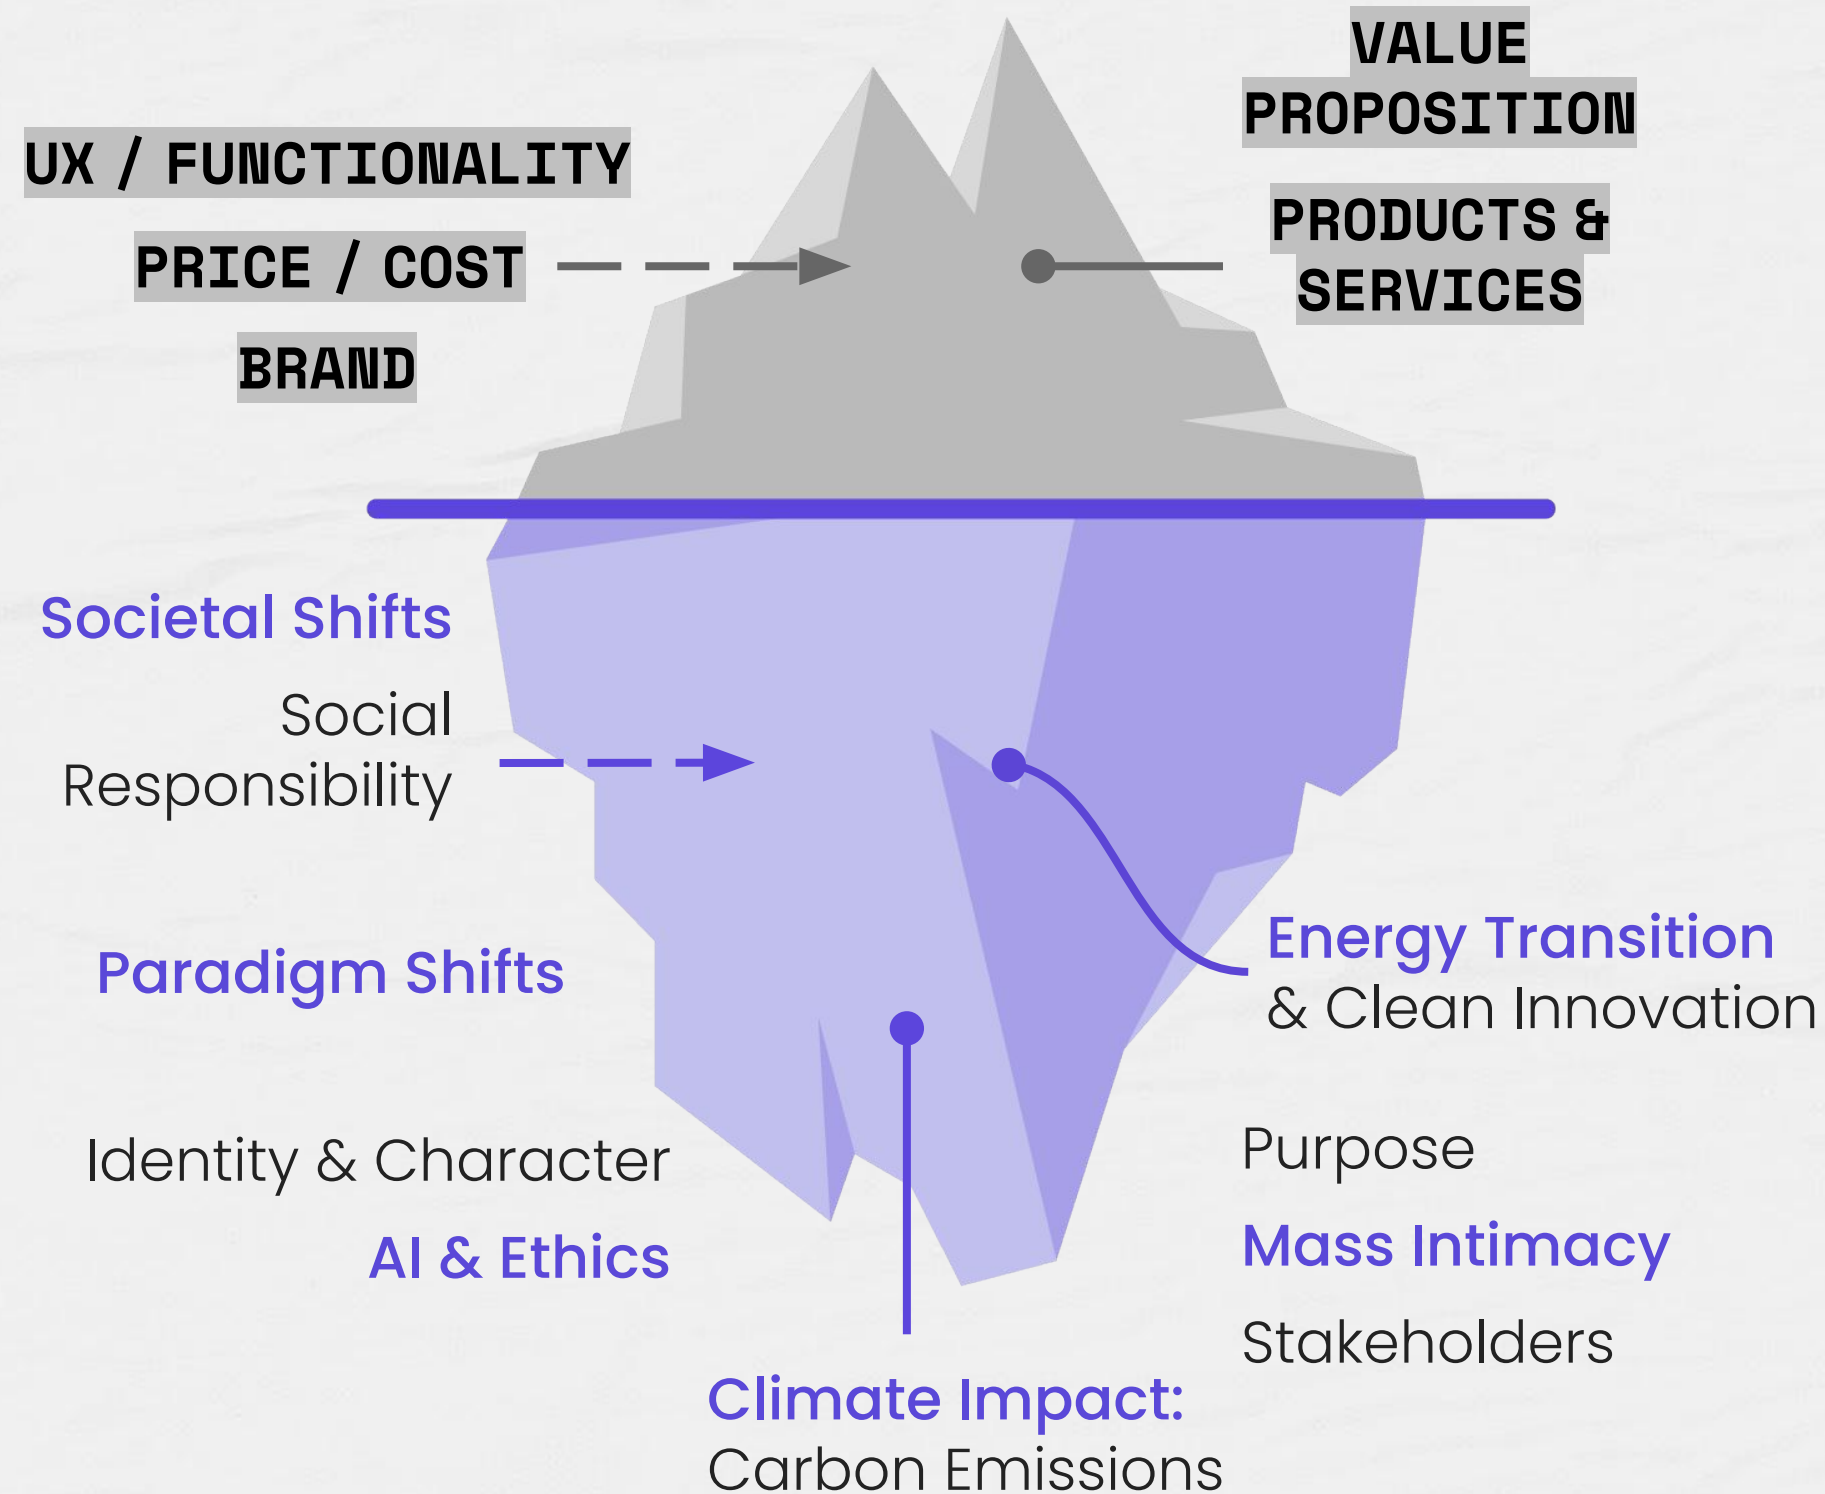 VALUE
PROPOSITION
UX / FUNCTIONALITY
PRODUCTS &
SERVICES
PRICE / COST
BRAND
Societal Shifts
Social
Responsibility
Paradigm Shifts
Energy Transition
& Clean Innovation
Identity & Character
AI & Ethics
Purpose
Mass Intimacy
Stakeholders
Climate Impact:
Carbon Emissions